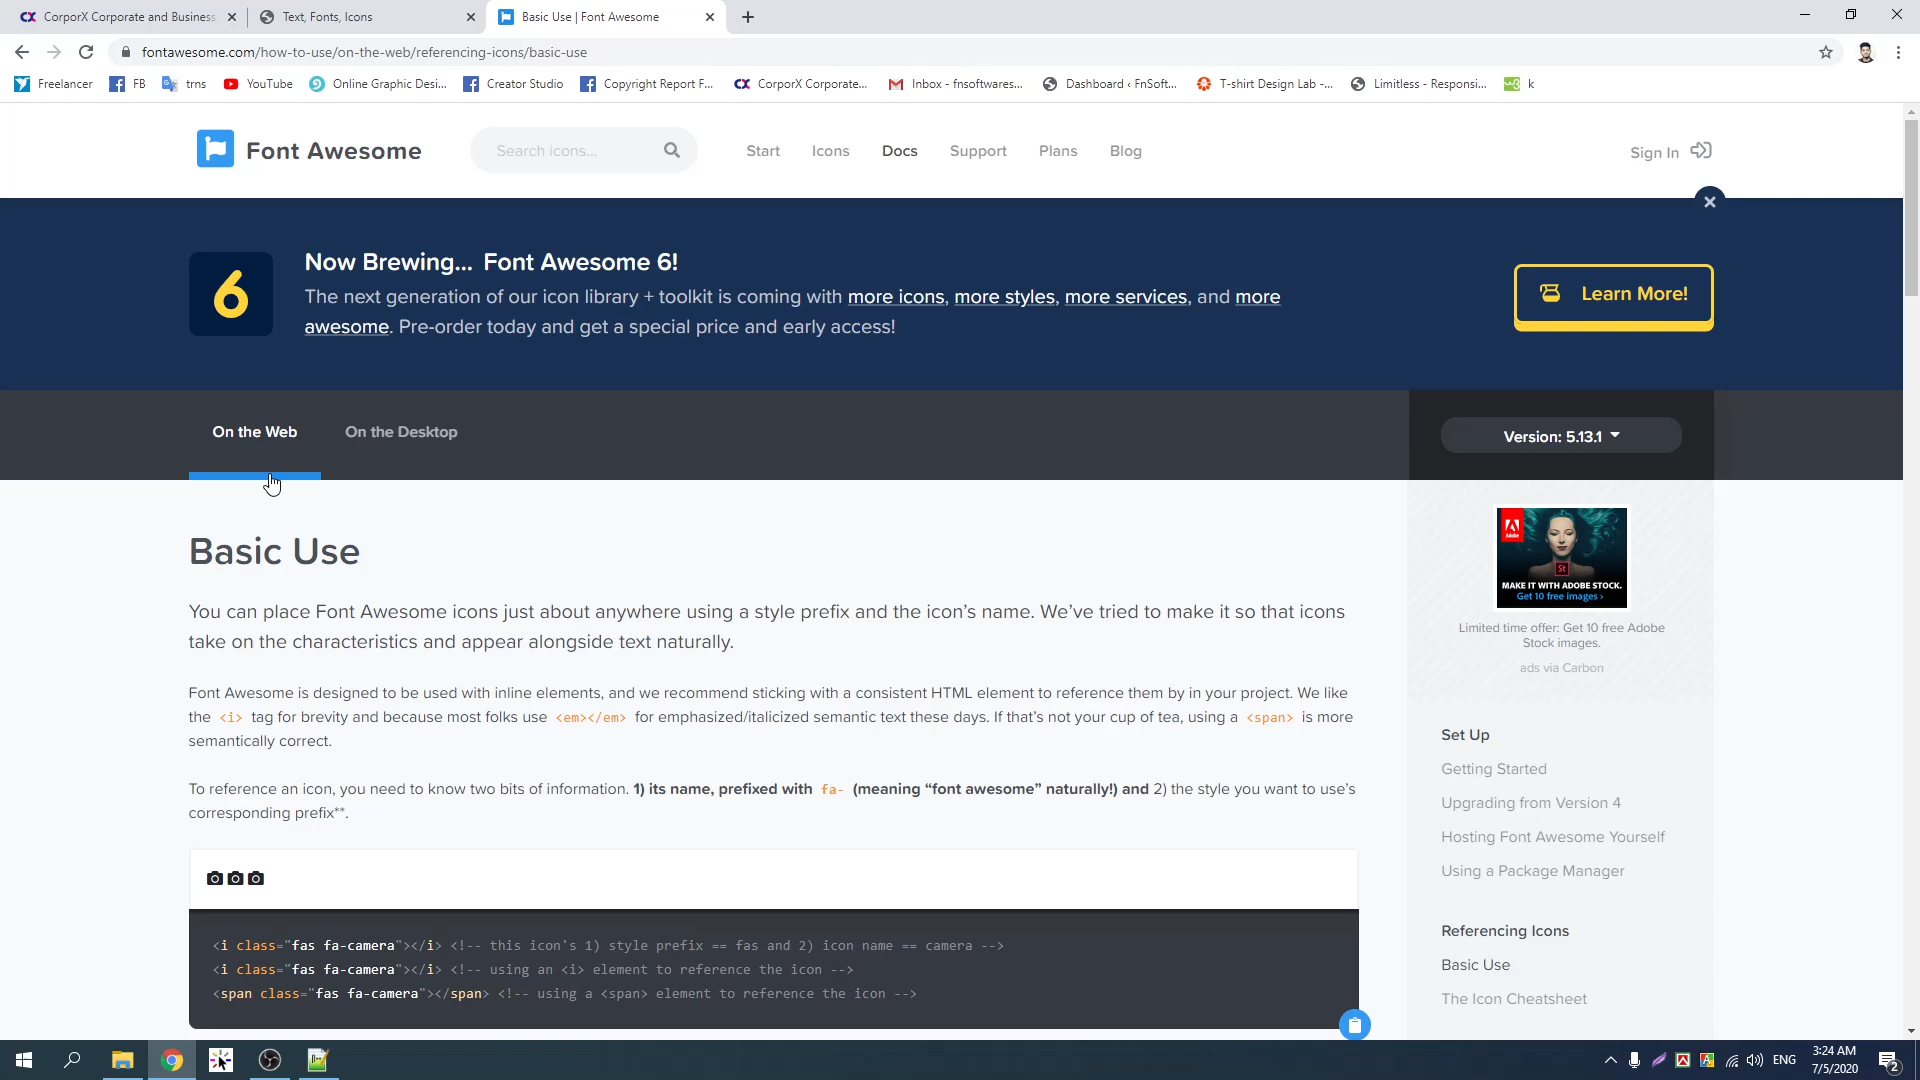 CorporX Corporate and Business
Text, Fonts, Icons
Basic Use | Font Awesome
fontawesome.com/how-to-use/on-the-web/referencing-icons/basic-use
Freelancer
FB
trns
YouTube
Online Graphic Desi...
Creator Studio
Copyright Report F...
CorporX Corporate...
Inbox - fnsoftwares...
Dashboard ‹ FnSoft...
T-shirt Design Lab -...
Limitless - Responsi...
k
Font Awesome
Search icons...
Start
Icons
Docs
Support
Plans
Blog
Sign In
6
Now Brewing... Font Awesome 6!
The next generation of our icon library + toolkit is coming with more icons, more styles, more services, and more
awesome. Pre-order today and get a special price and early access!
Learn More!
On the Web
On the Desktop
Version: 5.13.1
Basic Use
You can place Font Awesome icons just about anywhere using a style prefix and the icon’s name. We’ve tried to make it so that icons
take on the characteristics and appear alongside text naturally.
Font Awesome is designed to be used with inline elements, and we recommend sticking with a consistent HTML element to reference them by in your project. We like
the <i> tag for brevity and because most folks use <em></em> for emphasized/italicized semantic text these days. If that’s not your cup of tea, using a <span> is more
semantically correct.
To reference an icon, you need to know two bits of information. 1) its name, prefixed with fa- (meaning “font awesome” naturally!) and 2) the style you want to use’s
corresponding prefix**.
<i class="fas fa-camera"></i> <!-- this icon's 1) style prefix == fas and 2) icon name == camera -->
<i class="fas fa-camera"></i> <!-- using an <i> element to reference the icon -->
<span class="fas fa-camera"></span> <!-- using a <span> element to reference the icon -->
Adobe
St
MAKE IT WITH ADOBE STOCK.
Get 10 free images ›
Limited time offer: Get 10 free Adobe
Stock images.
ads via Carbon
Set Up
Getting Started
Upgrading from Version 4
Hosting Font Awesome Yourself
Using a Package Manager
Referencing Icons
Basic Use
The Icon Cheatsheet
ENG
3:24 AM
7/5/2020
2